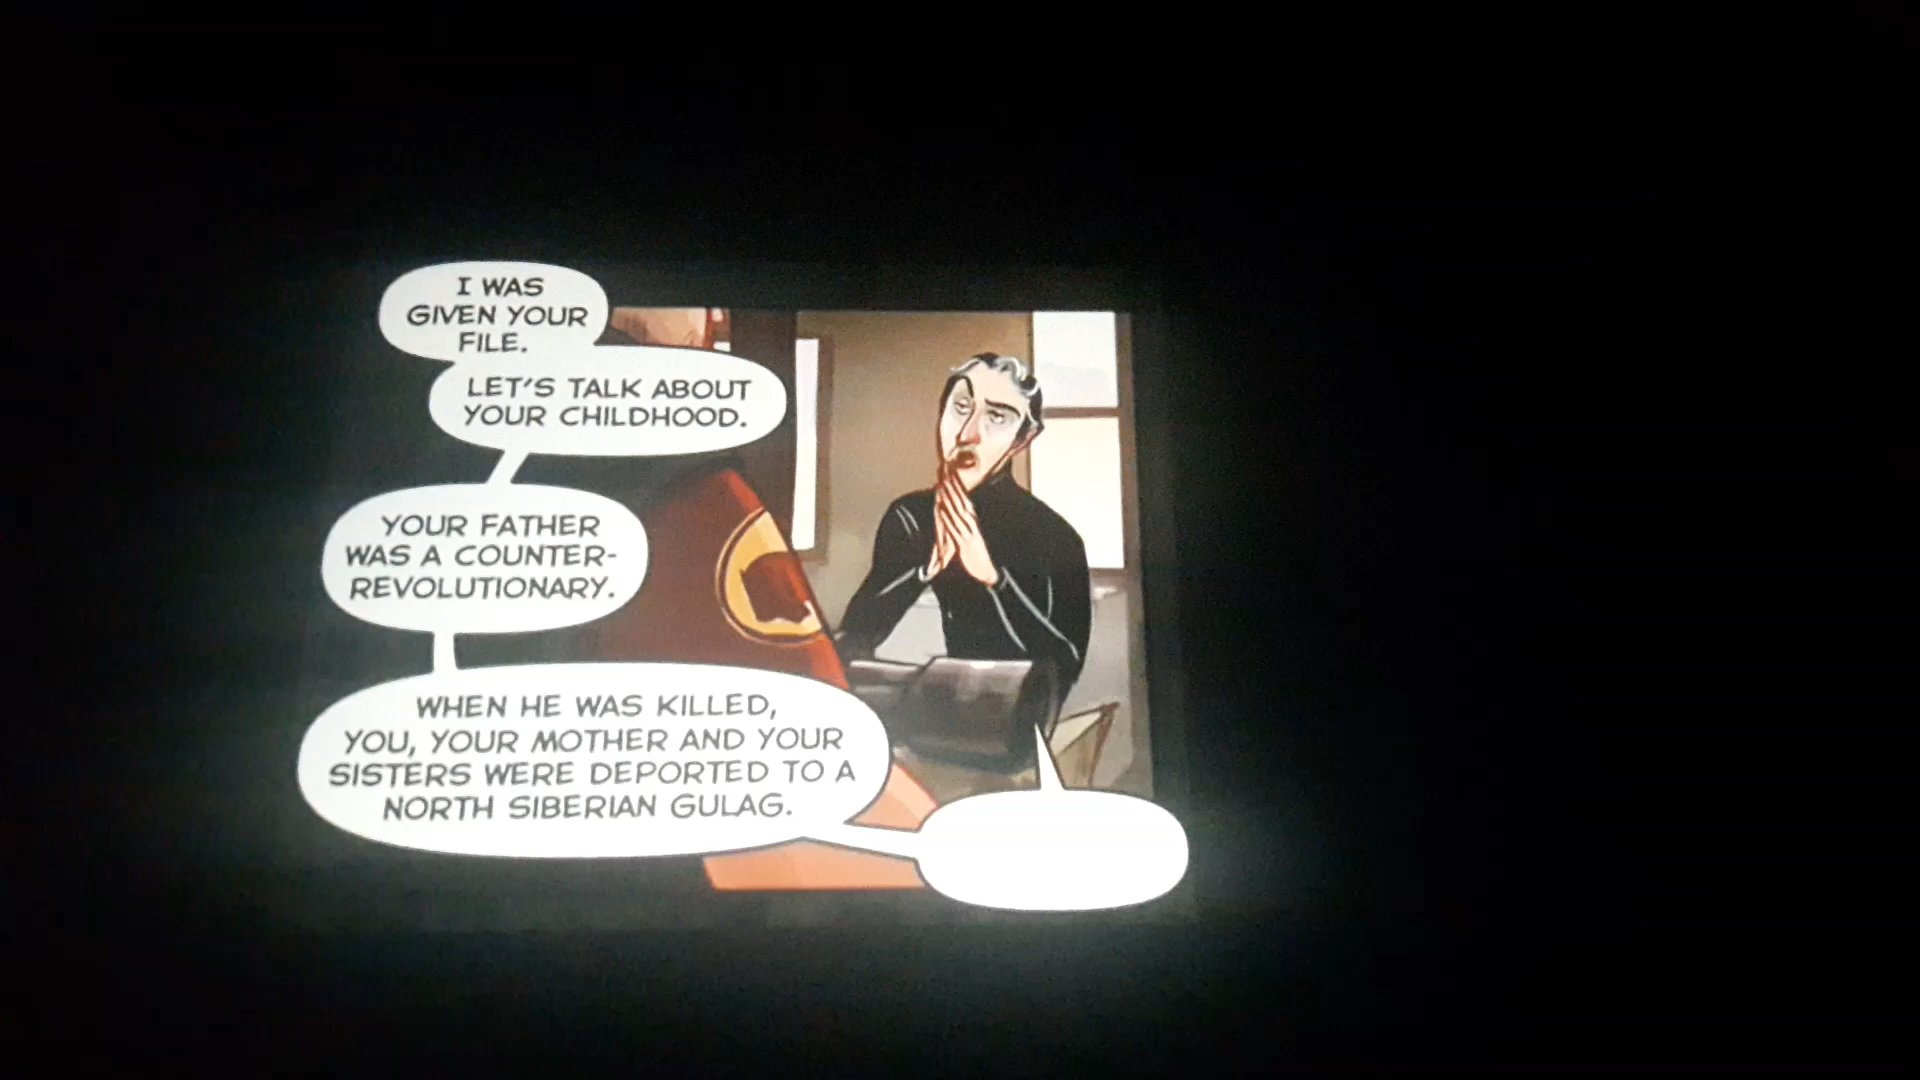 I WAS
GIVEN YOUR
FILE.
LET'S TALK ABOUT
YOUR CHILDHOOD.
YOUR FATHER
WAS A COUNTER-
REVOLUTIONARY.
WHEN HE WAS KILLED,
YOU, YOUR MOTHER AND YOUR
SISTERS WERE DEPORTED TO A
NORTH SIBERIAN GULAG.